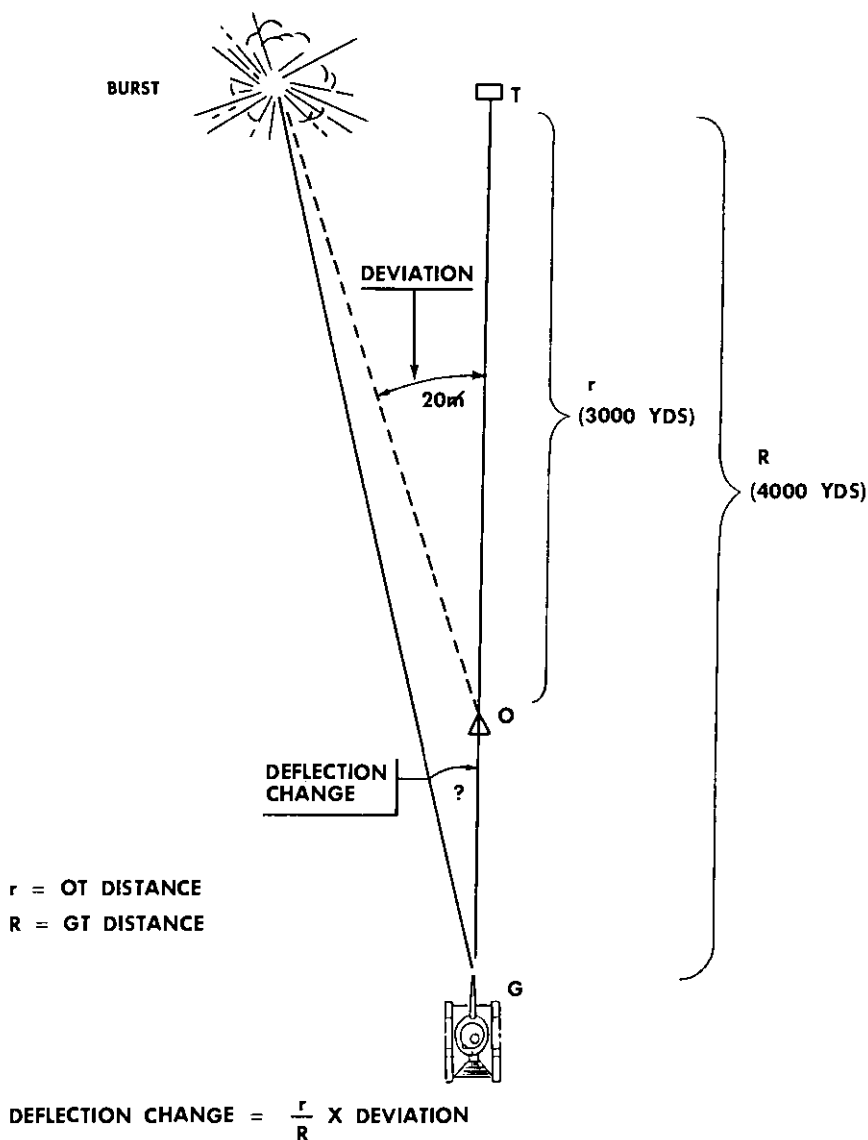 BURST
T
DEVIATION
20m̸
r
(3000 YDS)
R
(4000 YDS)
O
DEFLECTION
CHANGE
?
r = OT DISTANCE
R = GT DISTANCE
G
DEFLECTION CHANGE = r/R X DEVIATION